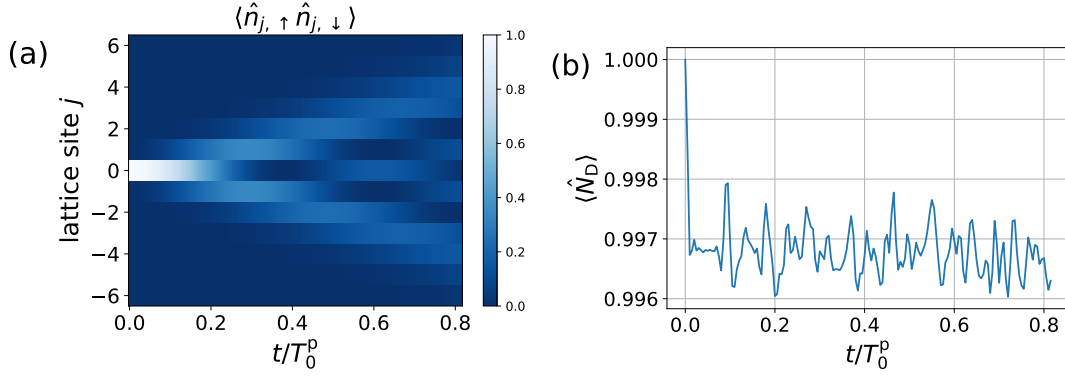 ⟨n̂j,↑n̂j,↓⟩
(a)
lattice site j
6
4
2
0
−2
−4
−6
0.0 0.2 0.4 0.6 0.8
t/T₀ᵖ
1.0
0.8
0.6
0.4
0.2
0.0
(b)
⟨N̂D⟩
1.000
0.999
0.998
0.997
0.996
0.0 0.2 0.4 0.6 0.8
t/T₀ᵖ